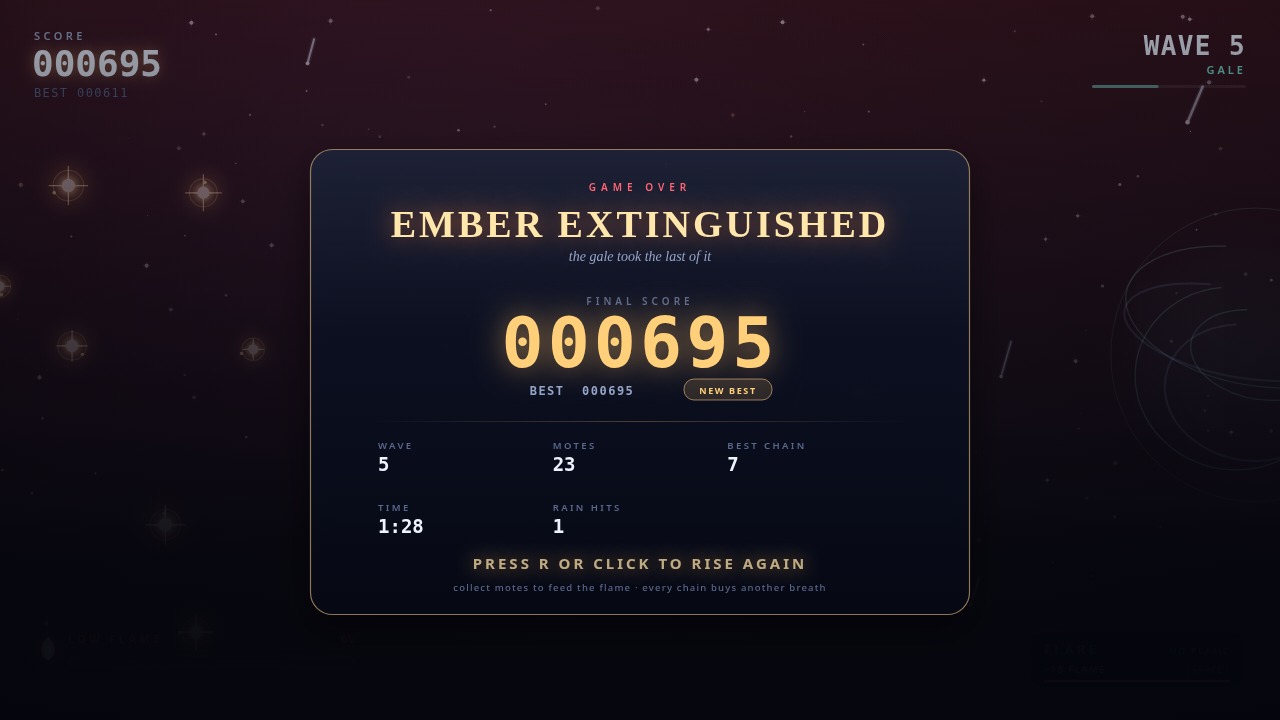 SCORE
000695
BEST 000611
WAVE 5
GALE
GAME OVER
EMBER EXTINGUISHED
the gale took the last of it
FINAL SCORE
000695
BEST 000695 NEW BEST
WAVE MOTES BEST CHAIN
5 23 7
TIME RAIN HITS
1:28 1
PRESS R OR CLICK TO RISE AGAIN
collect motes to feed the flame · every chain buys another breath